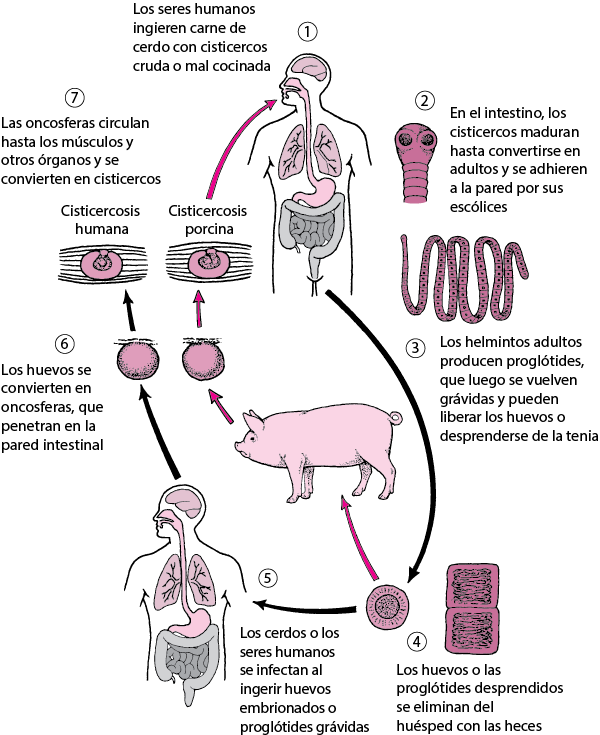 ①
Los seres humanos
ingieren carne de
cerdo con cisticercos
cruda o mal cocinada
②
En el intestino, los
cisticercos maduran
hasta convertirse en
adultos y se adhieren
a la pared por sus
escólices
③
Los helmintos adultos
producen proglótides,
que luego se vuelven
grávidas y pueden
liberar los huevos o
desprenderse de la tenia
④
Los huevos o las
proglótides desprendidos
se eliminan del
huésped con las heces
⑤
Los cerdos o los
seres humanos
se infectan al
ingerir huevos
embrionados o
proglótides grávidas
⑥
Los huevos se
convierten en
oncosferas, que
penetran en la
pared intestinal
⑦
Las oncosferas circulan
hasta los músculos y
otros órganos y se
convierten en cisticercos
Cisticercosis
humana
Cisticercosis
porcina